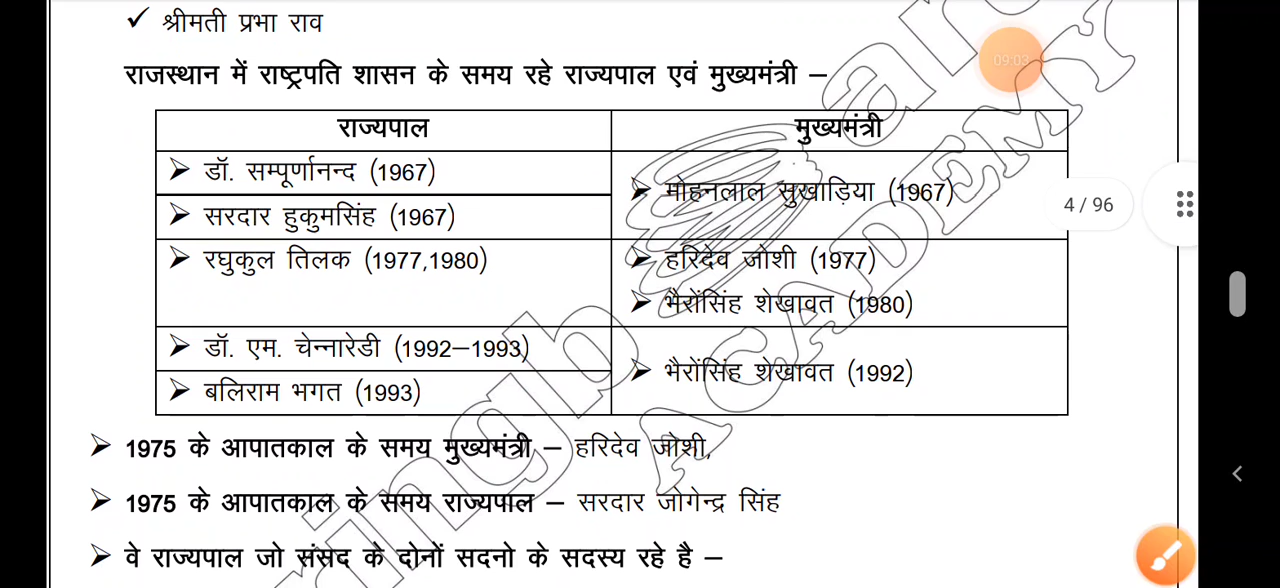 ✓ श्रीमती प्रभा राव
09:03
राजस्थान में राष्ट्रपति शासन के समय रहे राज्यपाल एवं मुख्यमंत्री –
राज्यपाल मुख्यमंत्री
➢ डॉ. सम्पूर्णानन्द (1967)
➢ मोहनलाल सुखाड़िया (1967)
4 / 96
➢ सरदार हुकुमसिंह (1967)
➢ रघुकुल तिलक (1977,1980) ➢ हरिदेव जोशी (1977)
➢ भैरोंसिंह शेखावत (1980)
➢ डॉ. एम. चेन्नारेडी (1992–1993)
➢ भैरोंसिंह शेखावत (1992)
➢ बलिराम भगत (1993)
➢ 1975 के आपातकाल के समय मुख्यमंत्री – हरिदेव जोशी,
➢ 1975 के आपातकाल के समय राज्यपाल – सरदार जोगेन्द्र सिंह
➢ वे राज्यपाल जो संसद के दोनों सदनो के सदस्य रहे है –
ACADEMY